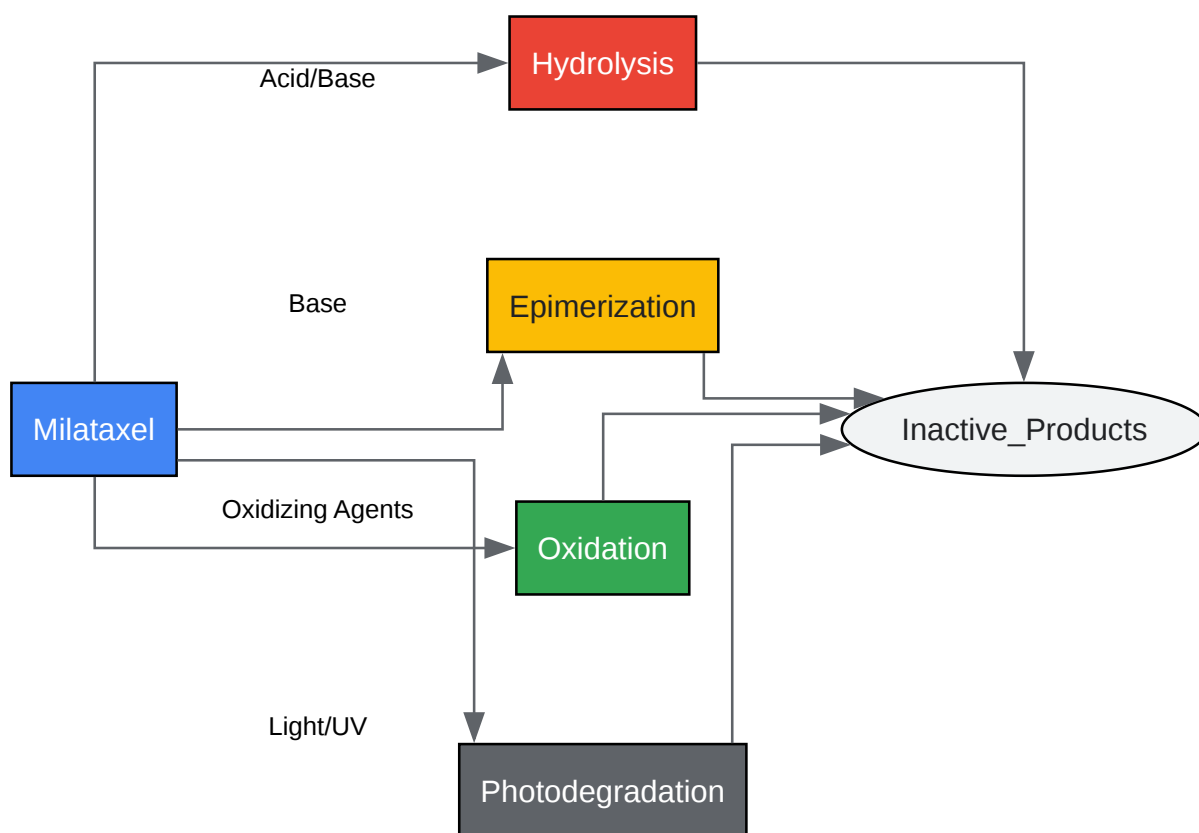 Hydrolysis
Acid/Base
Base
Epimerization
Milataxel
Inactive_Products
Oxidizing Agents
Oxidation
Light/UV
Photodegradation